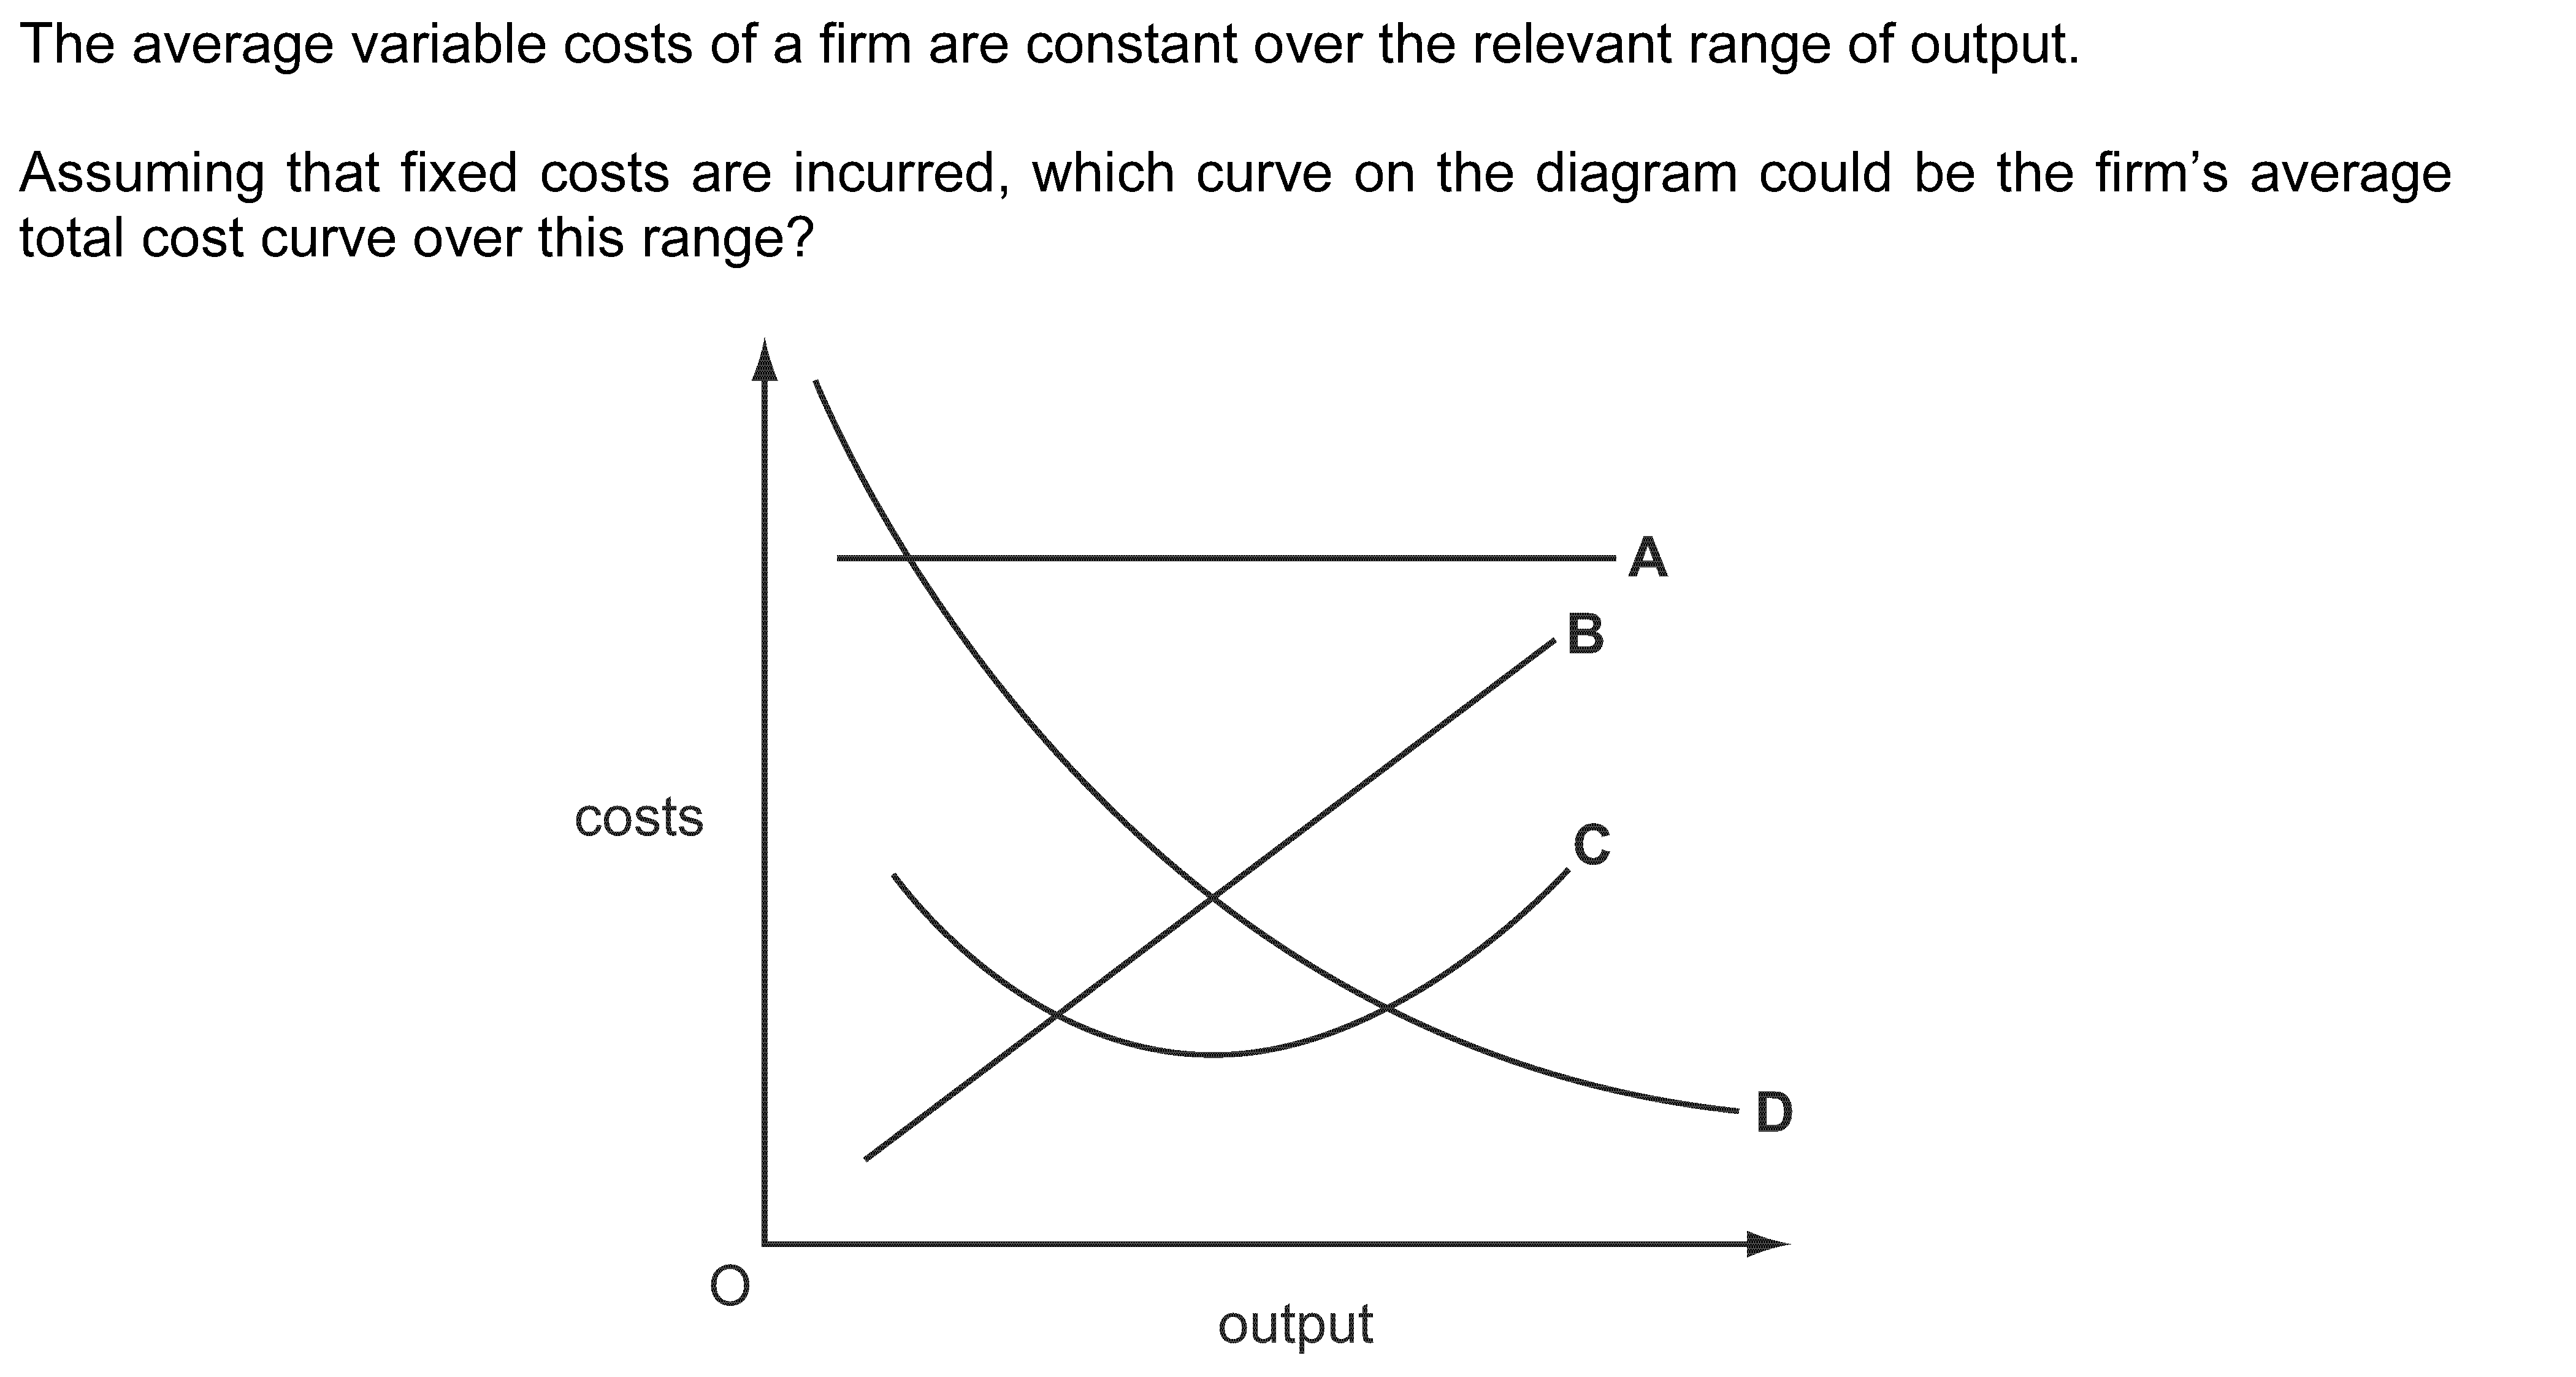 The average variable costs of a firm are constant over the relevant range of output.
Assuming that fixed costs are incurred, which curve on the diagram could be the firm’s average
total cost curve over this range?
A
B
costs
C
D
O
output